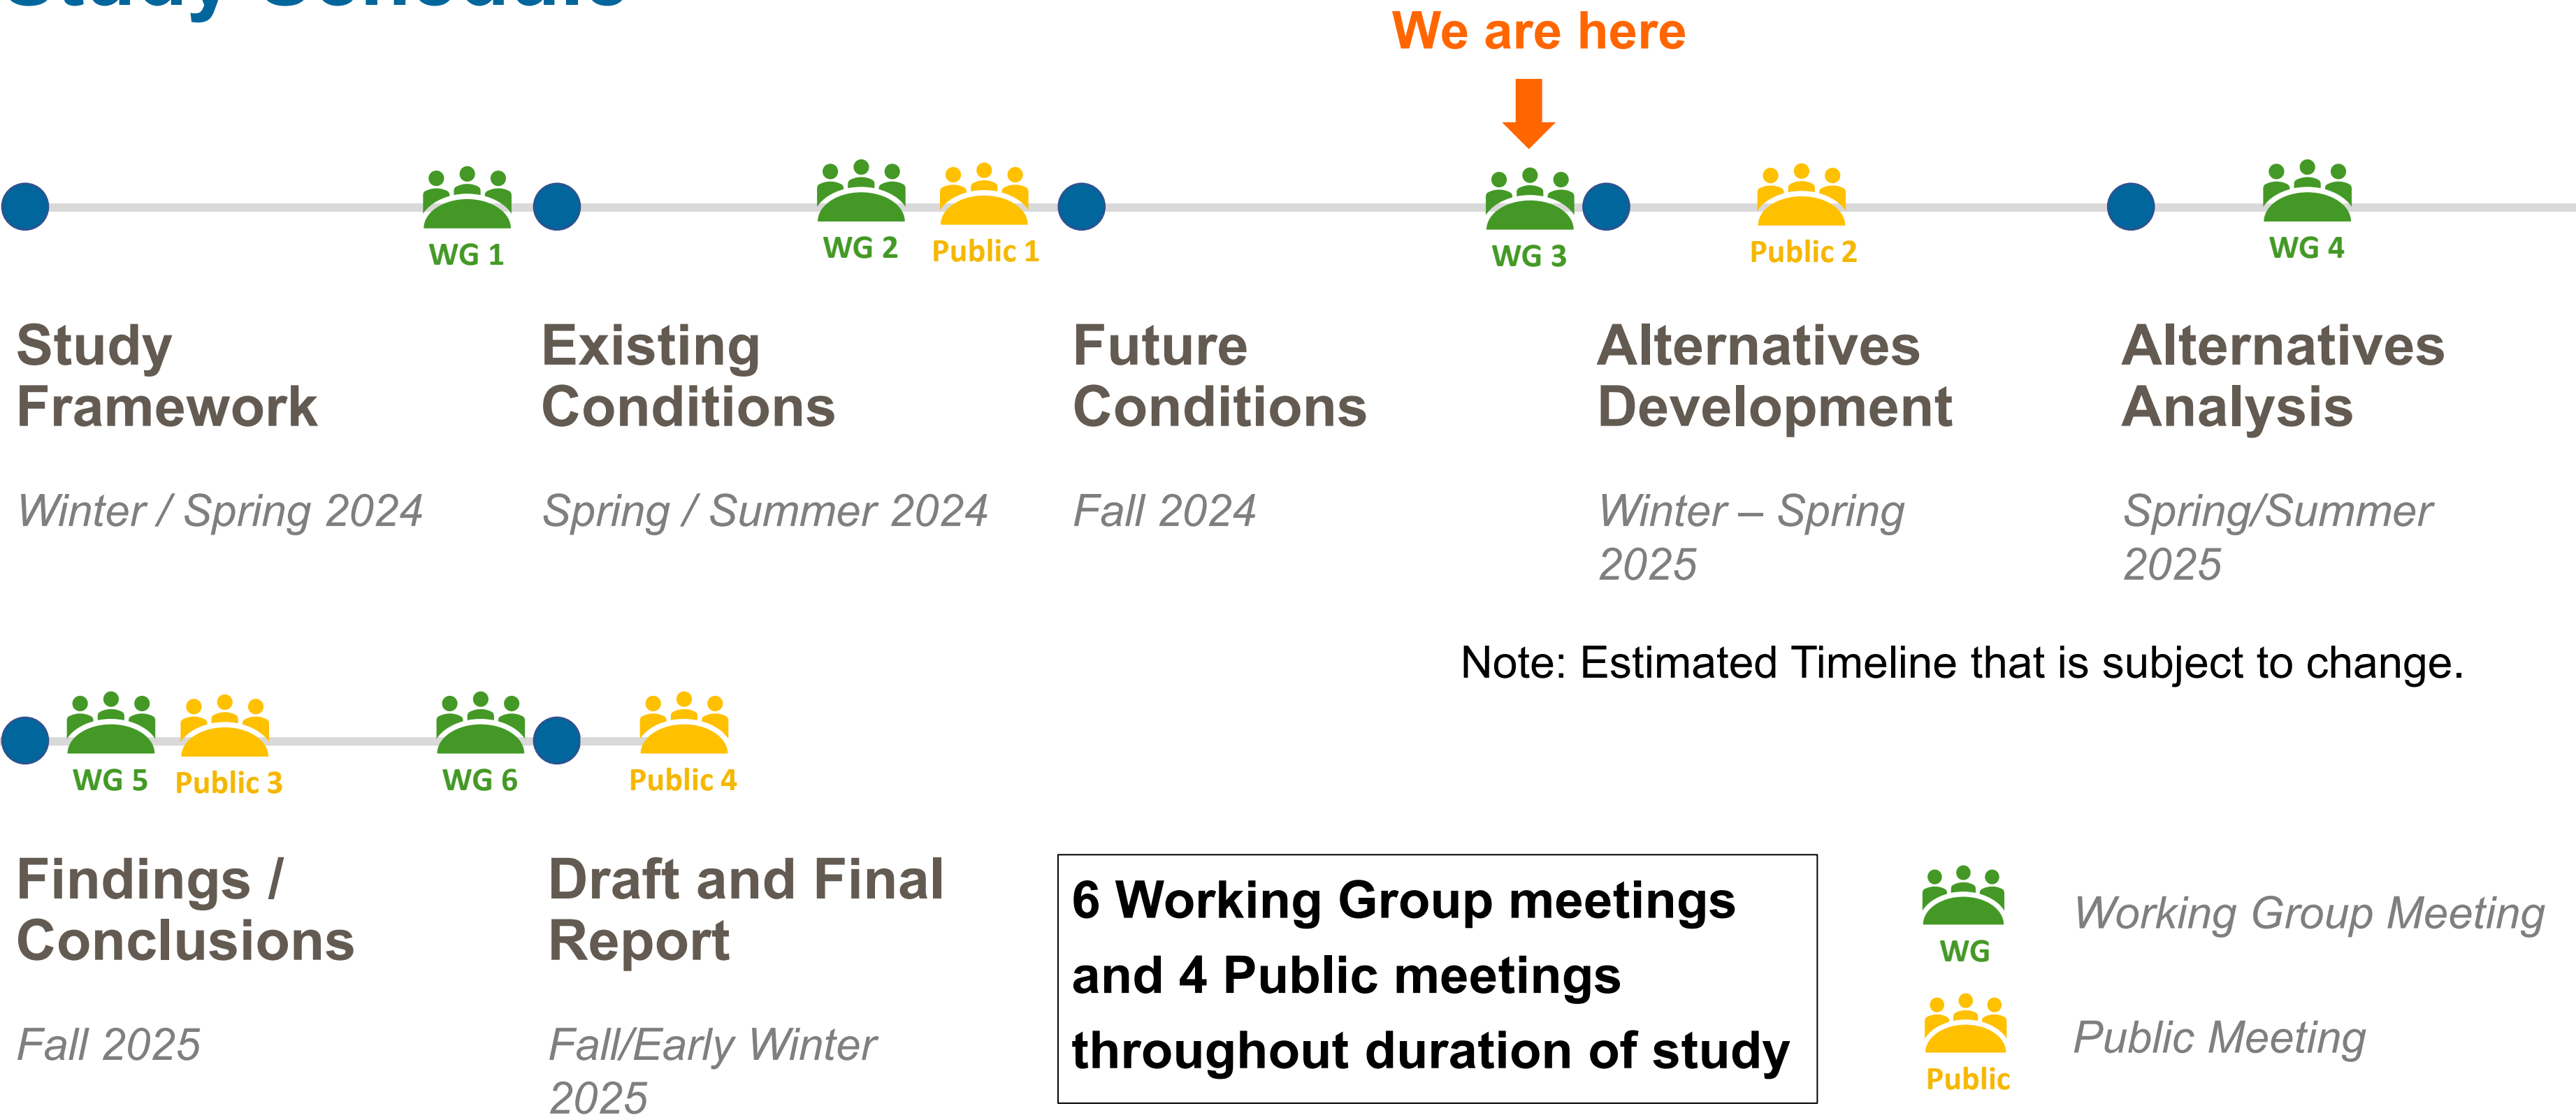 Study Schedule
We are here
WG 1
WG 2
Public 1
WG 3
Public 2
WG 4
Study
Framework
Winter / Spring 2024
Existing
Conditions
Spring / Summer 2024
Future
Conditions
Fall 2024
Alternatives
Development
Winter – Spring
2025
Alternatives
Analysis
Spring/Summer
2025
Note: Estimated Timeline that is subject to change.
WG 5
Public 3
WG 6
Public 4
Findings /
Conclusions
Fall 2025
Draft and Final
Report
Fall/Early Winter
2025
6 Working Group meetings
and 4 Public meetings
throughout duration of study
WG
Working Group Meeting
Public
Public Meeting